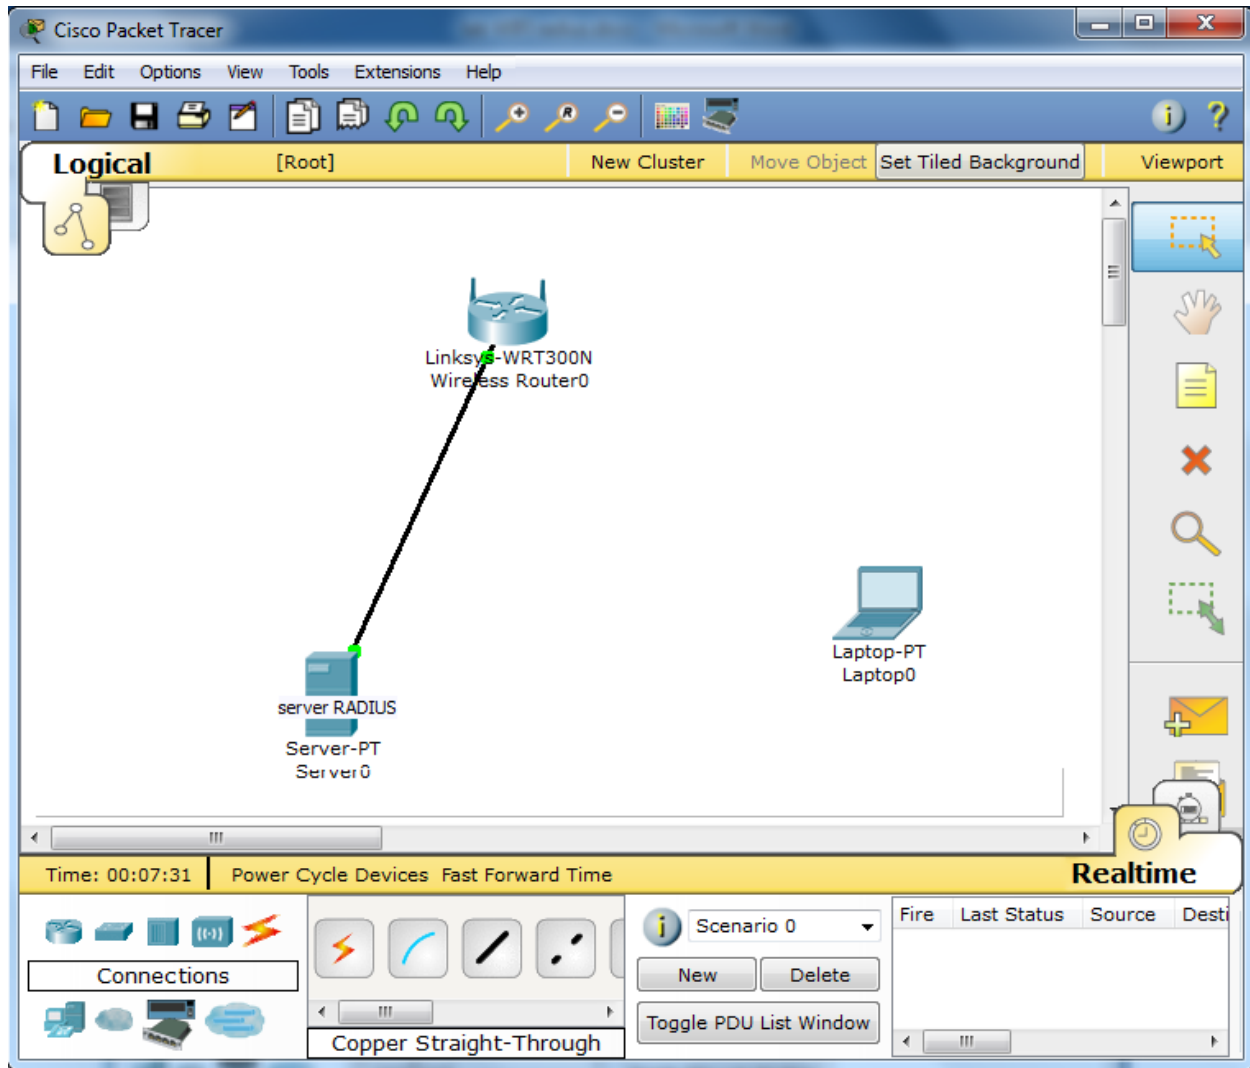 Cisco Packet Tracer
File Edit Options View Tools Extensions Help
Logical [Root] New Cluster Move Object Set Tiled Background Viewport
Linksys-WRT300N
Wireless Router0
Laptop-PT
Laptop0
server RADIUS
Server-PT
Server0
Time: 00:07:31 Power Cycle Devices Fast Forward Time Realtime
Fire Last Status Source Desti
Scenario 0
New Delete
Connections
Toggle PDU List Window
Copper Straight-Through